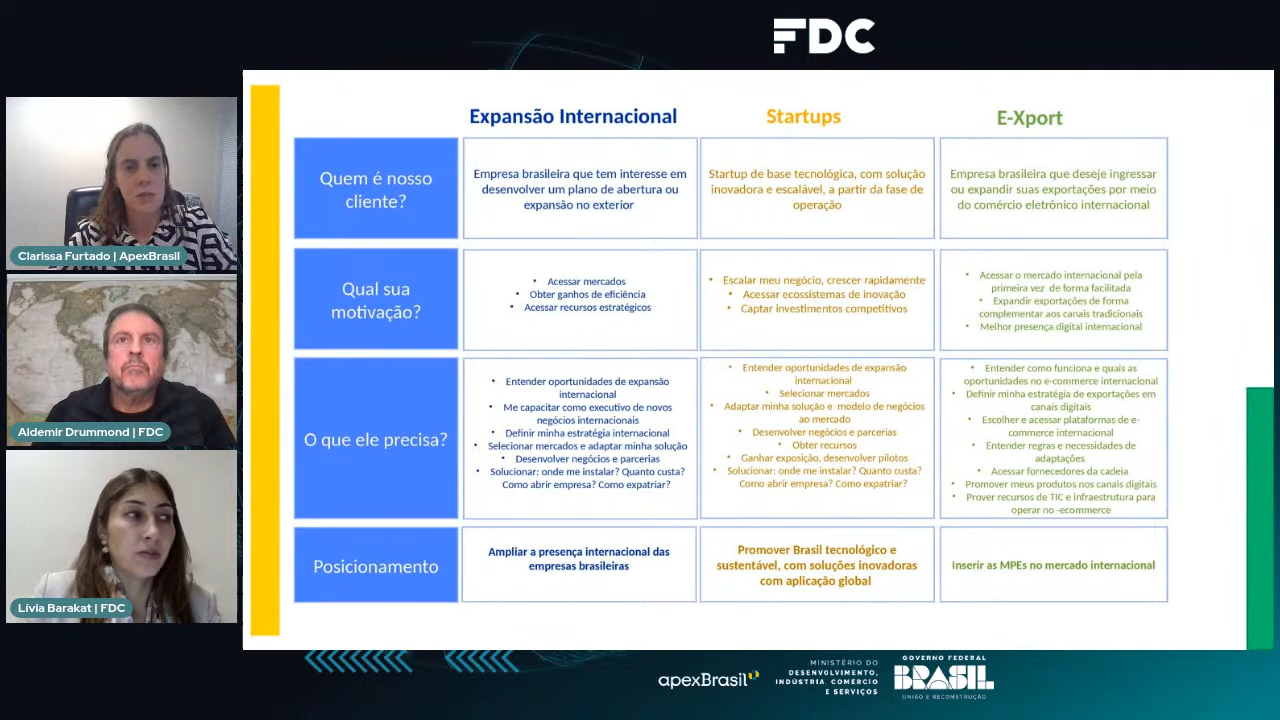 FDC
Expansão Internacional
Startups
E-Xport
Quem é nosso
cliente?
Empresa brasileira que tem interesse em
desenvolver um plano de abertura ou
expansão no exterior
Startup de base tecnológica, com solução
inovadora e escalável, a partir da fase de
operação
Empresa brasileira que deseje ingressar
ou expandir suas exportações por meio
do comércio eletrônico internacional
Qual sua
motivação?
• Acessar mercados
• Obter ganhos de eficiência
• Acessar recursos estratégicos
• Escalar meu negócio, crescer rapidamente
• Acessar ecossistemas de inovação
• Captar investimentos competitivos
• Acessar o mercado internacional pela
primeira vez de forma facilitada
• Expandir exportações de forma
complementar aos canais tradicionais
• Melhor presença digital internacional
O que ele precisa?
• Entender oportunidades de expansão
internacional
• Me capacitar como executivo de novos
negócios internacionais
• Definir minha estratégia internacional
• Selecionar mercados e adaptar minha solução
• Desenvolver negócios e parcerias
• Solucionar: onde me instalar? Quanto custa?
Como abrir empresa? Como expatriar?
• Entender oportunidades de expansão
internacional
• Selecionar mercados
• Adaptar minha solução e modelo de negócios
ao mercado
• Desenvolver negócios e parcerias
• Obter recursos
• Ganhar exposição, desenvolver pilotos
• Solucionar: onde me instalar? Quanto custa?
Como abrir empresa? Como expatriar?
• Entender como funciona e quais as
oportunidades no e-commerce internacional
• Definir minha estratégia de exportações em
canais digitais
• Escolher e acessar plataformas de e-
commerce internacional
• Entender regras e necessidades de
adaptações
• Acessar fornecedores da cadeia
• Promover meus produtos nos canais digitais
• Prover recursos de TIC e infraestrutura para
operar no -ecommerce
Posicionamento
Ampliar a presença internacional das
empresas brasileiras
Promover Brasil tecnológico e
sustentável, com soluções inovadoras
com aplicação global
Inserir as MPEs no mercado internacional
Clarissa Furtado | ApexBrasil
Aldemir Drummond | FDC
Lívia Barakat | FDC
apexBrasil
MINISTÉRIO DO
DESENVOLVIMENTO,
INDÚSTRIA, COMÉRCIO
E SERVIÇOS
GOVERNO FEDERAL
BRASIL
UNIÃO E RECONSTRUÇÃO